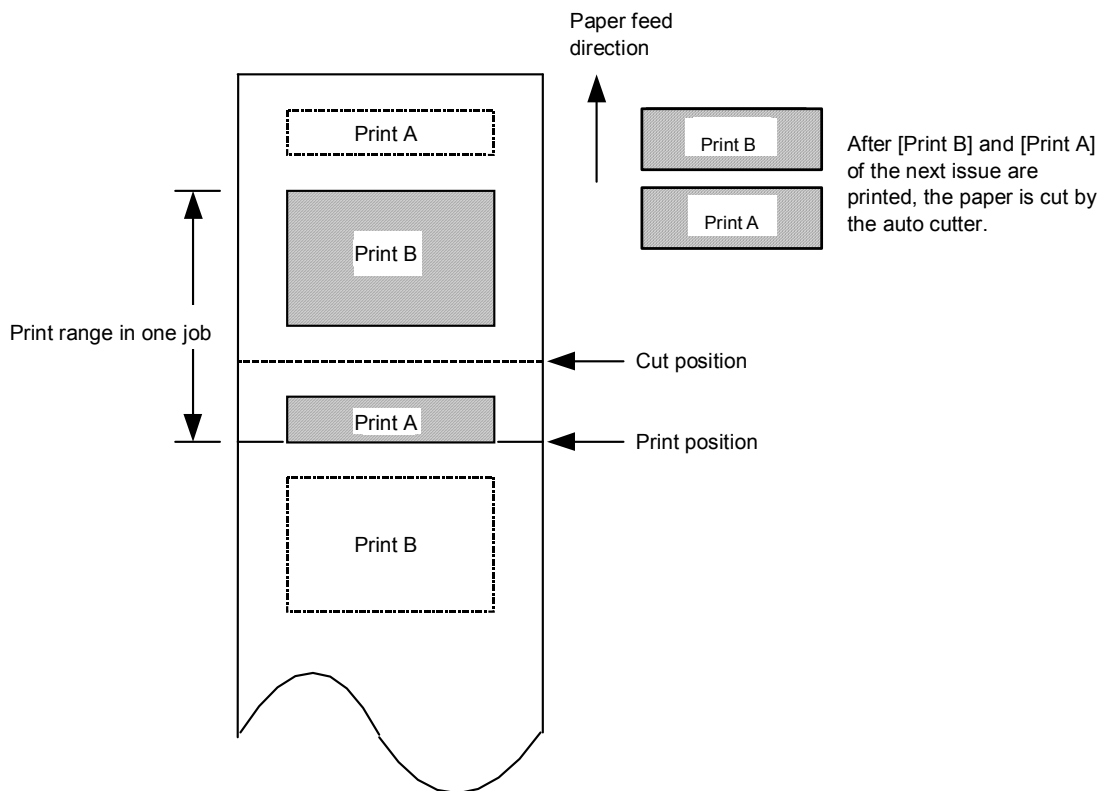 Paper feed
direction
Print A
Print B
After [Print B] and [Print A]
of the next issue are
printed, the paper is cut by
the auto cutter.
Print A
Print B
Print range in one job
Cut position
Print A
Print position
Print B